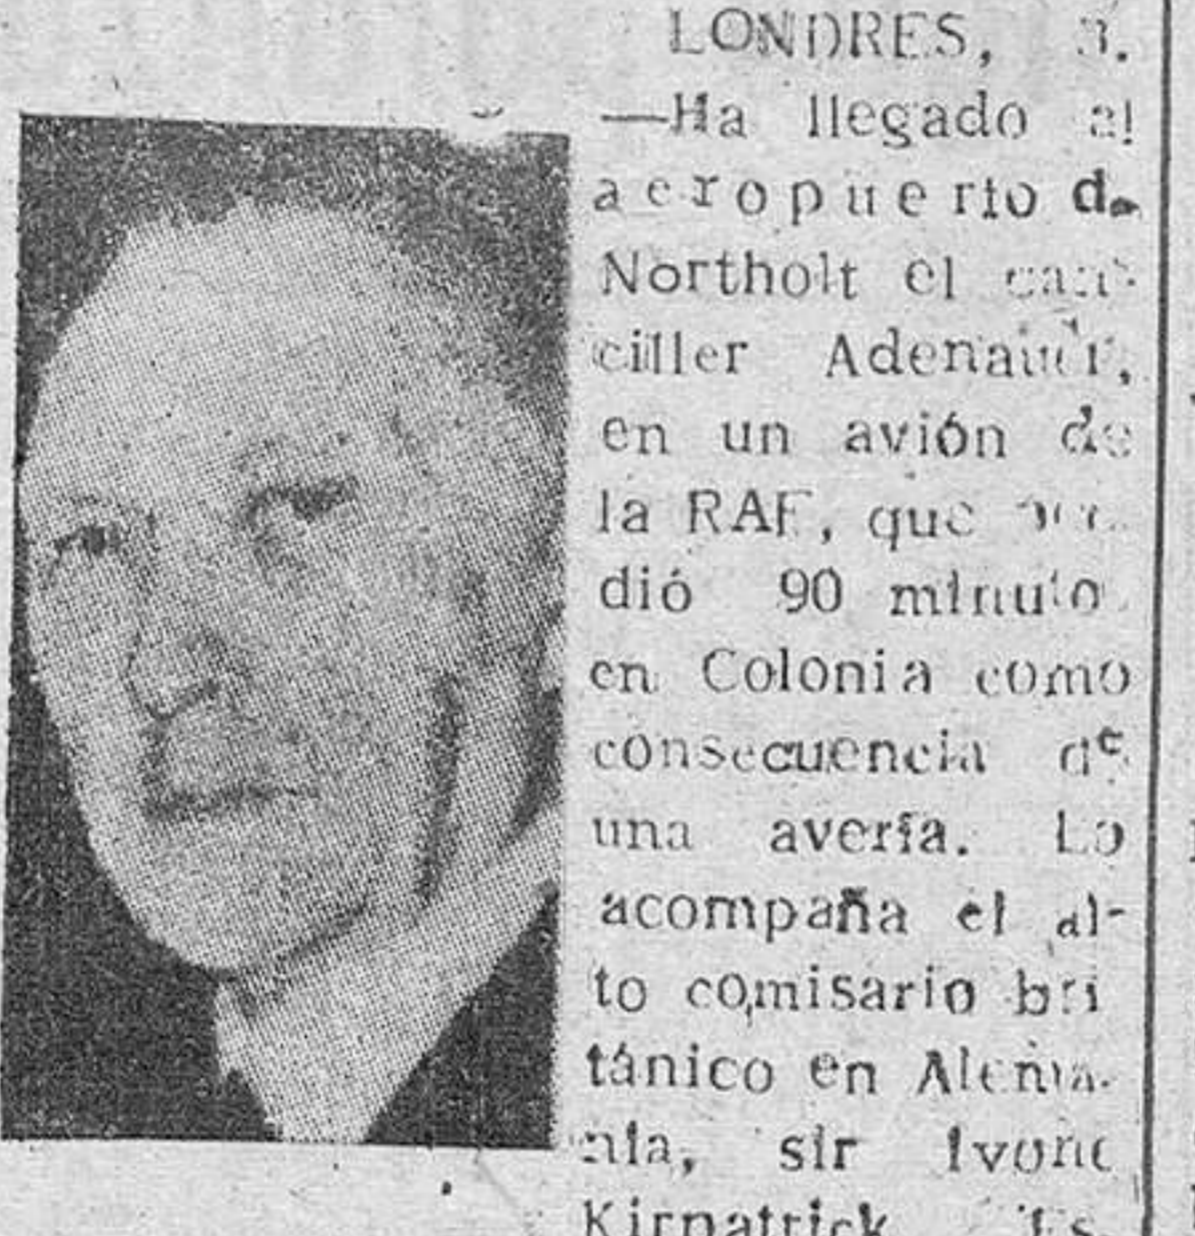 LONDRES, 3.
—Ha llegado al
aeropuerto de
Northolt el can-
ciller Adenauer,
en un avión de
la RAF, que per-
dió 90 minutos
en Colonia como
consecuencia de
una avería. Lo
acompaña el al-
to comisario bri
tánico en Alema-
nia, sir Ivone
Kirpatrick